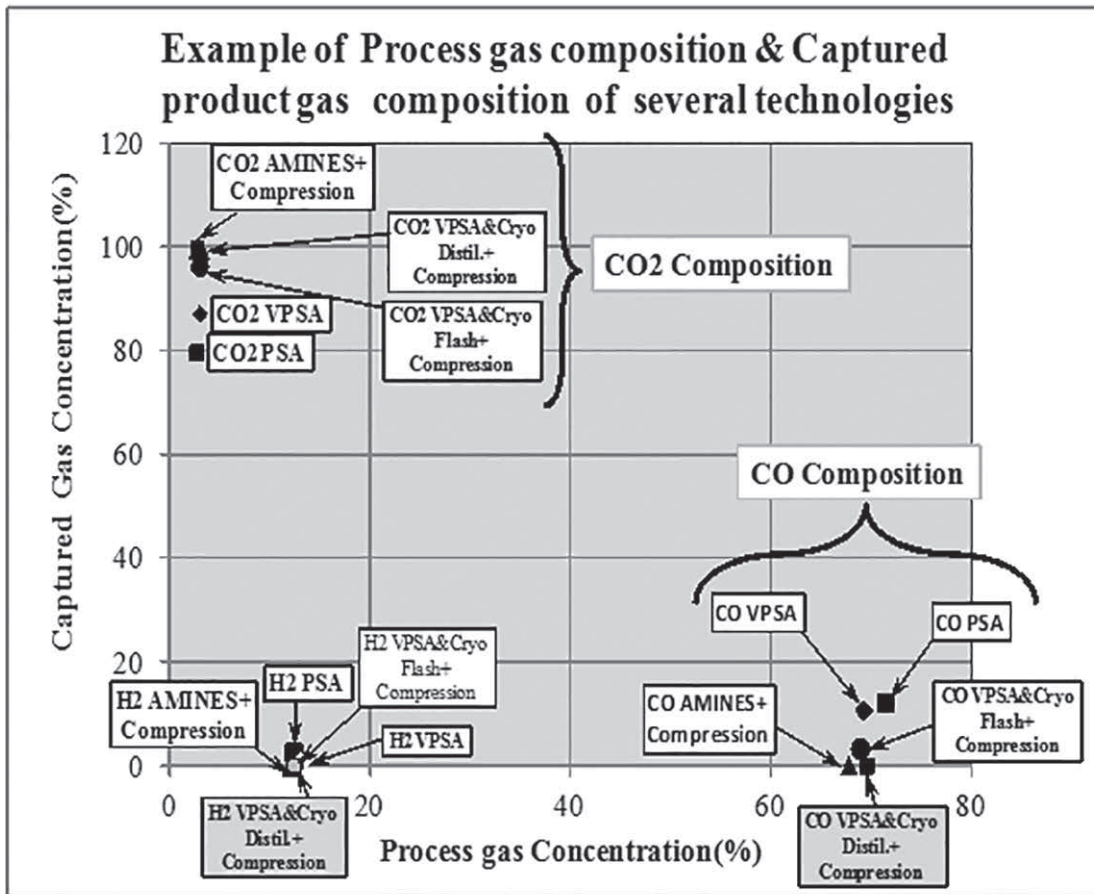 Example of Process gas composition & Captured
product gas composition of several technologies
Captured Gas Concentration(%)
120
100
80
60
40
20
0
CO2 AMINES+
Compression
CO2 VPSA&Cryo
Distil.+
Compression
CO2 VPSA
CO2 VPSA&Cryo
Flash+
Compression
CO2 PSA
CO2 Composition
CO Composition
CO VPSA
CO PSA
H2 VPSA&Cryo
Flash+
Compression
H2 PSA
H2 AMINES+
Compression
H2 VPSA
CO AMINES+
Compression
CO VPSA&Cryo
Flash+
Compression
0
20
40
60
80
H2 VPSA&Cryo
Distil.+
Compression
CO VPSA&Cryo
Distil.+
Compression
Process gas Concentration(%)